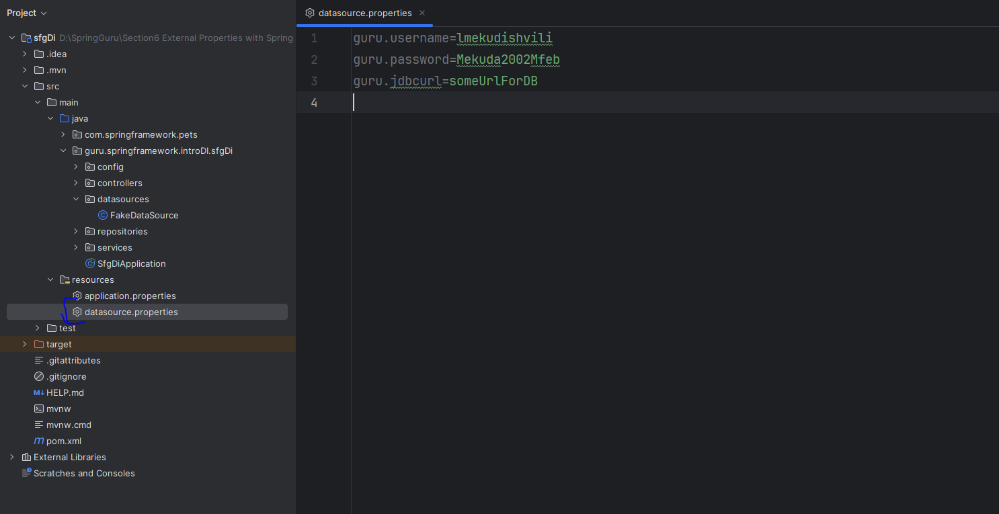 Project
sfgDi D:\SpringGuru\Section6 External Properties with Spring
.idea
.mvn
src
main
java
com.springframework.pets
guru.springframework.introDI.sfgDi
config
controllers
datasources
FakeDataSource
repositories
services
SfgDiApplication
resources
application.properties
datasource.properties
test
target
.gitattributes
.gitignore
HELP.md
mvnw
mvnw.cmd
pom.xml
External Libraries
Scratches and Consoles
datasource.properties
1 guru.username=lmekudishvili
2 guru.password=Mekuda2002Mfeb
3 guru.jdbcurl=someUrlForDB
4